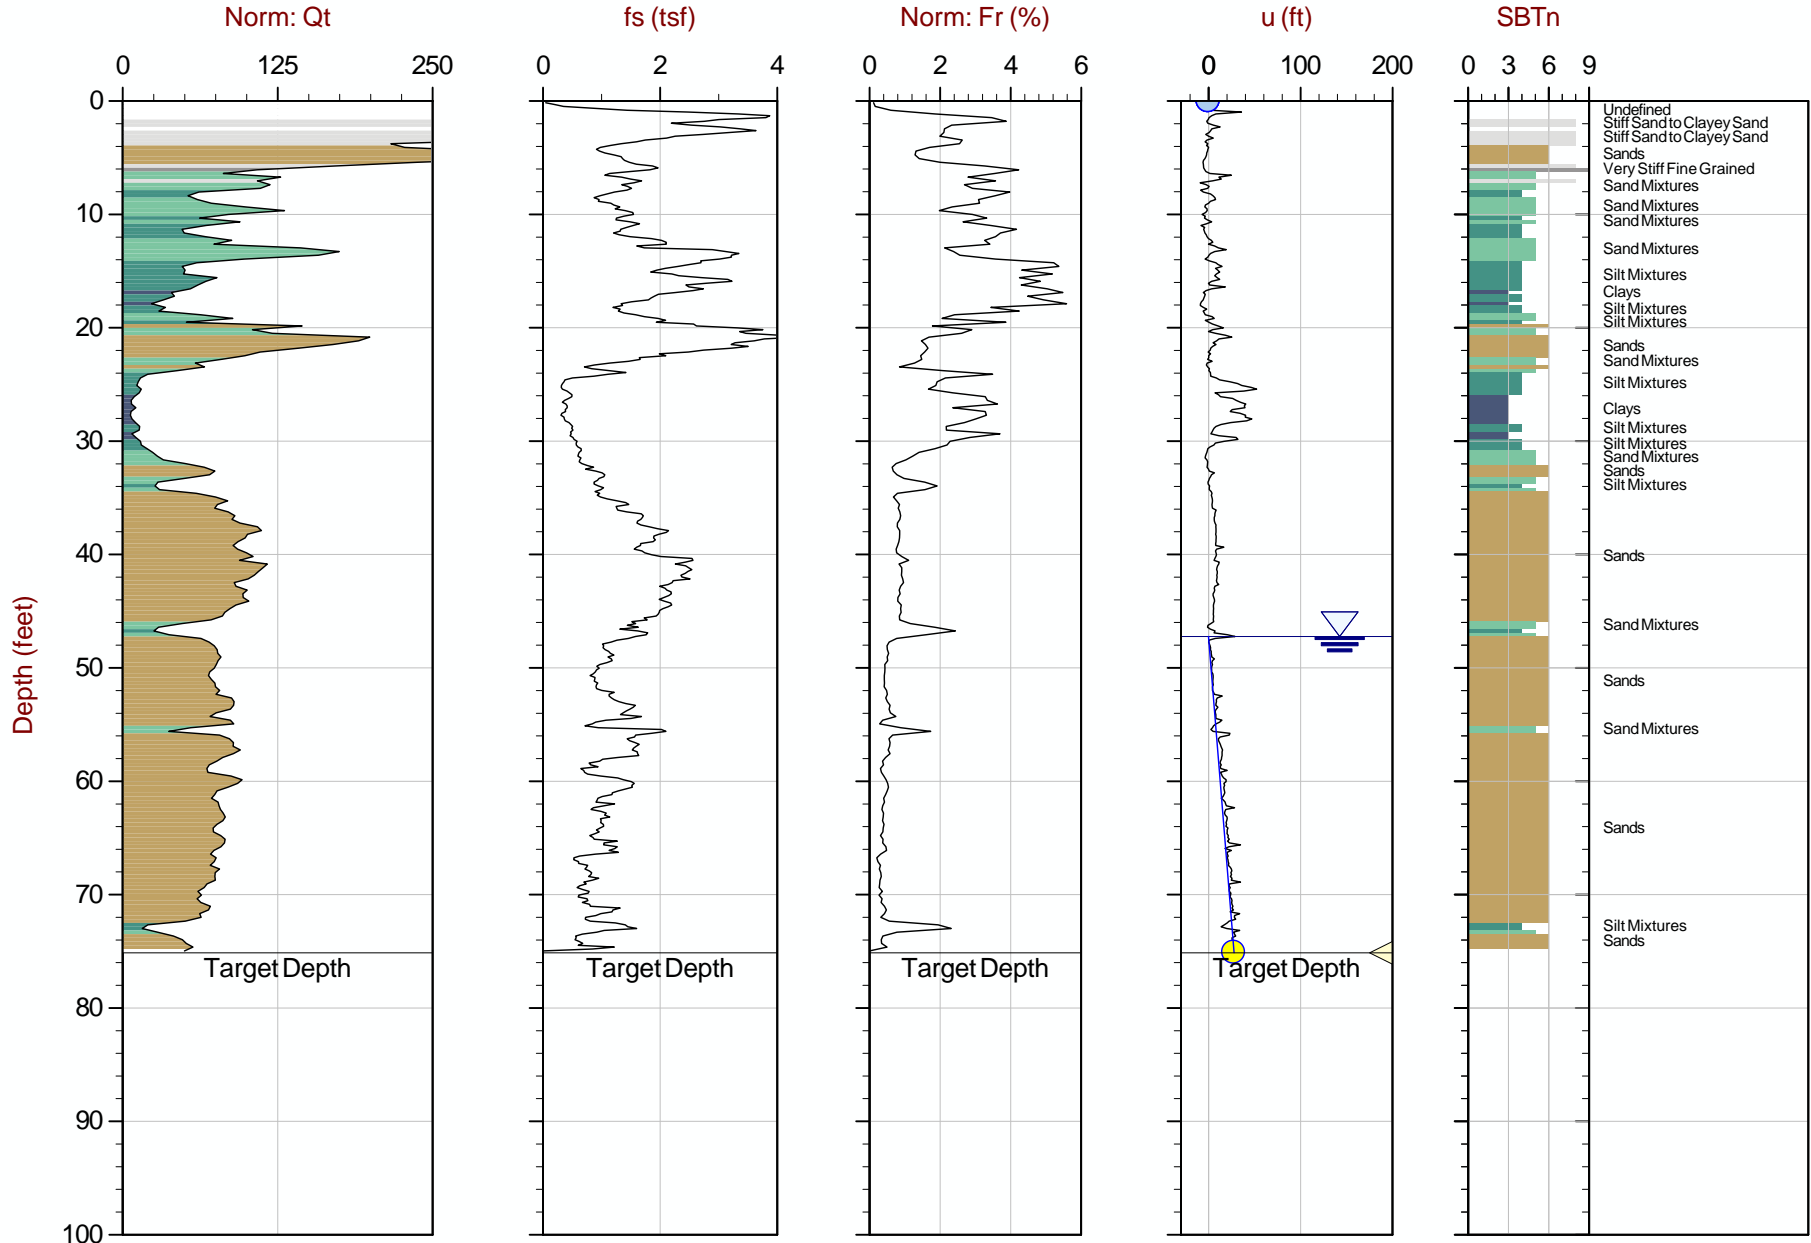 Norm: Qt fs (tsf) Norm: Fr (%) u (ft) SBTn
0 125 250 0 2 4 0 2 4 6 0 100 200 0 3 6 9
0
Undefined
Stiff Sand to Clayey Sand
Stiff Sand to Clayey Sand
Sands
Very Stiff Fine Grained
Sand Mixtures
Sand Mixtures
10
Sand Mixtures
Sand Mixtures
Silt Mixtures
Clays
Silt Mixtures
Silt Mixtures
20
Sands
Sand Mixtures
Silt Mixtures
Clays
Silt Mixtures
30
Silt Mixtures
Sand Mixtures
Sands
Silt Mixtures
40
Sands
Sand Mixtures
50
Sands
Sand Mixtures
60
Sands
70
Silt Mixtures
Sands
Target Depth Target Depth Target Depth Target Depth
80
90
100
Depth (feet)